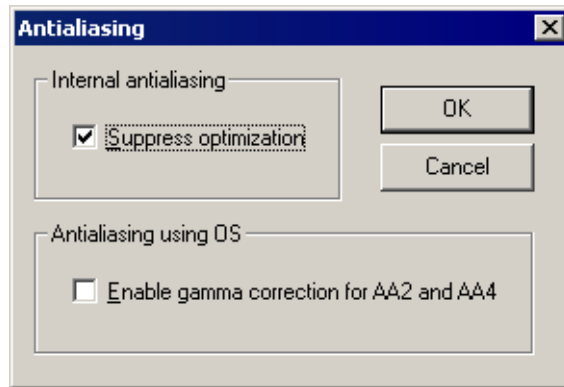 Antialiasing
Internal antialiasing
Suppress optimization
OK
Cancel
Antialiasing using OS
Enable gamma correction for AA2 and AA4